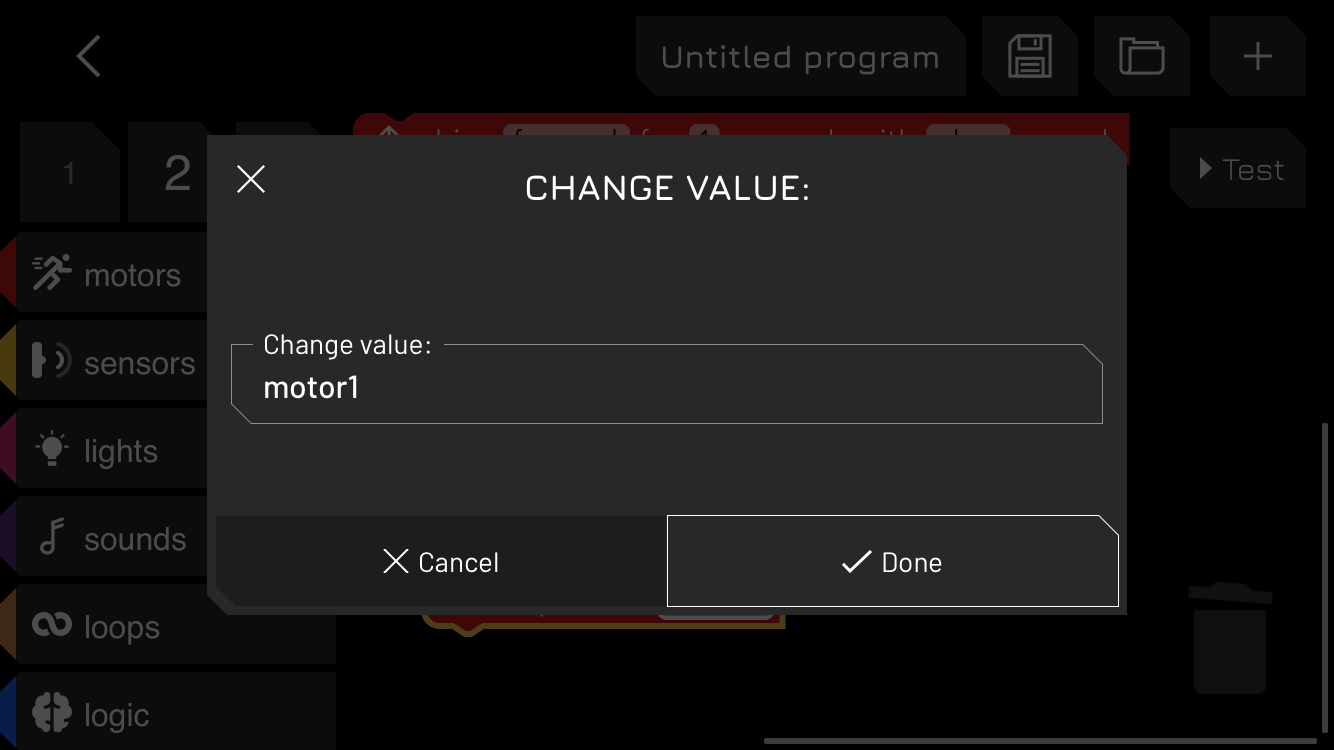 Untitled program
1
2
Test
CHANGE VALUE:
motors
sensors
Change value:
motor1
lights
sounds
Cancel
Done
loops
logic